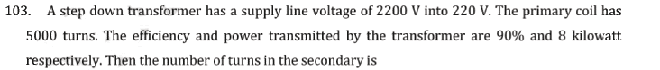 103. A step down transformer has a supply line voltage of 2200 V into 220 V. The primary coil has
5000 turns. The efficiency and power transmitted by the transformer are 90% and 8 kilowatt
respectively. Then the number of turns in the secondary is